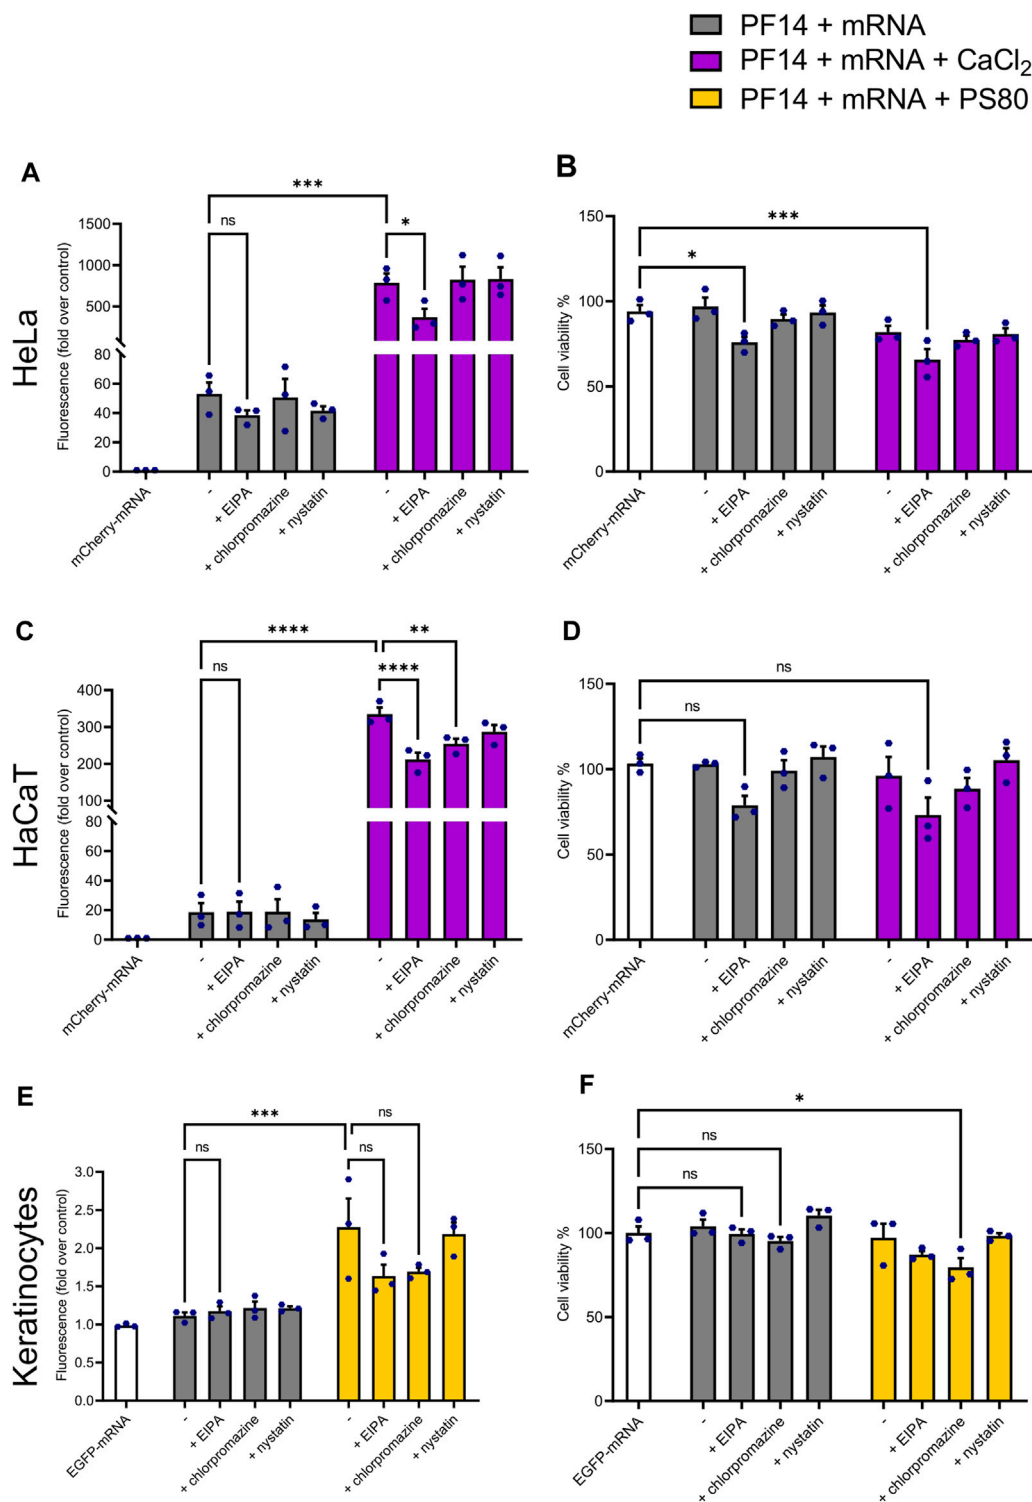 PF14 + mRNA
PF14 + mRNA + CaCl₂
PF14 + mRNA + PS80
A
HeLa
Fluorescence (fold over control)
1500
1000
500
80
60
40
20
0
ns
***
*
mCherry-mRNA
-
+ EIPA
+ chlorpromazine
+ nystatin
-
+ EIPA
+ chlorpromazine
+ nystatin
B
Cell viability %
150
100
50
0
*
***
mCherry-mRNA
-
+ EIPA
+ chlorpromazine
+ nystatin
-
+ EIPA
+ chlorpromazine
+ nystatin
C
HaCaT
Fluorescence (fold over control)
400
300
200
100
80
60
40
20
0
ns
****
****
**
mCherry-mRNA
-
+ EIPA
+ chlorpromazine
+ nystatin
-
+ EIPA
+ chlorpromazine
+ nystatin
D
Cell viability %
150
100
50
0
ns
ns
mCherry-mRNA
-
+ EIPA
+ chlorpromazine
+ nystatin
-
+ EIPA
+ chlorpromazine
+ nystatin
E
Keratinocytes
Fluorescence (fold over control)
3.0
2.5
2.0
1.5
1.0
0.5
0.0
ns
***
ns
ns
EGFP-mRNA
-
+ EIPA
+ chlorpromazine
+ nystatin
-
+ EIPA
+ chlorpromazine
+ nystatin
F
Cell viability %
150
100
50
0
ns
ns
*
EGFP-mRNA
-
+ EIPA
+ chlorpromazine
+ nystatin
-
+ EIPA
+ chlorpromazine
+ nystatin